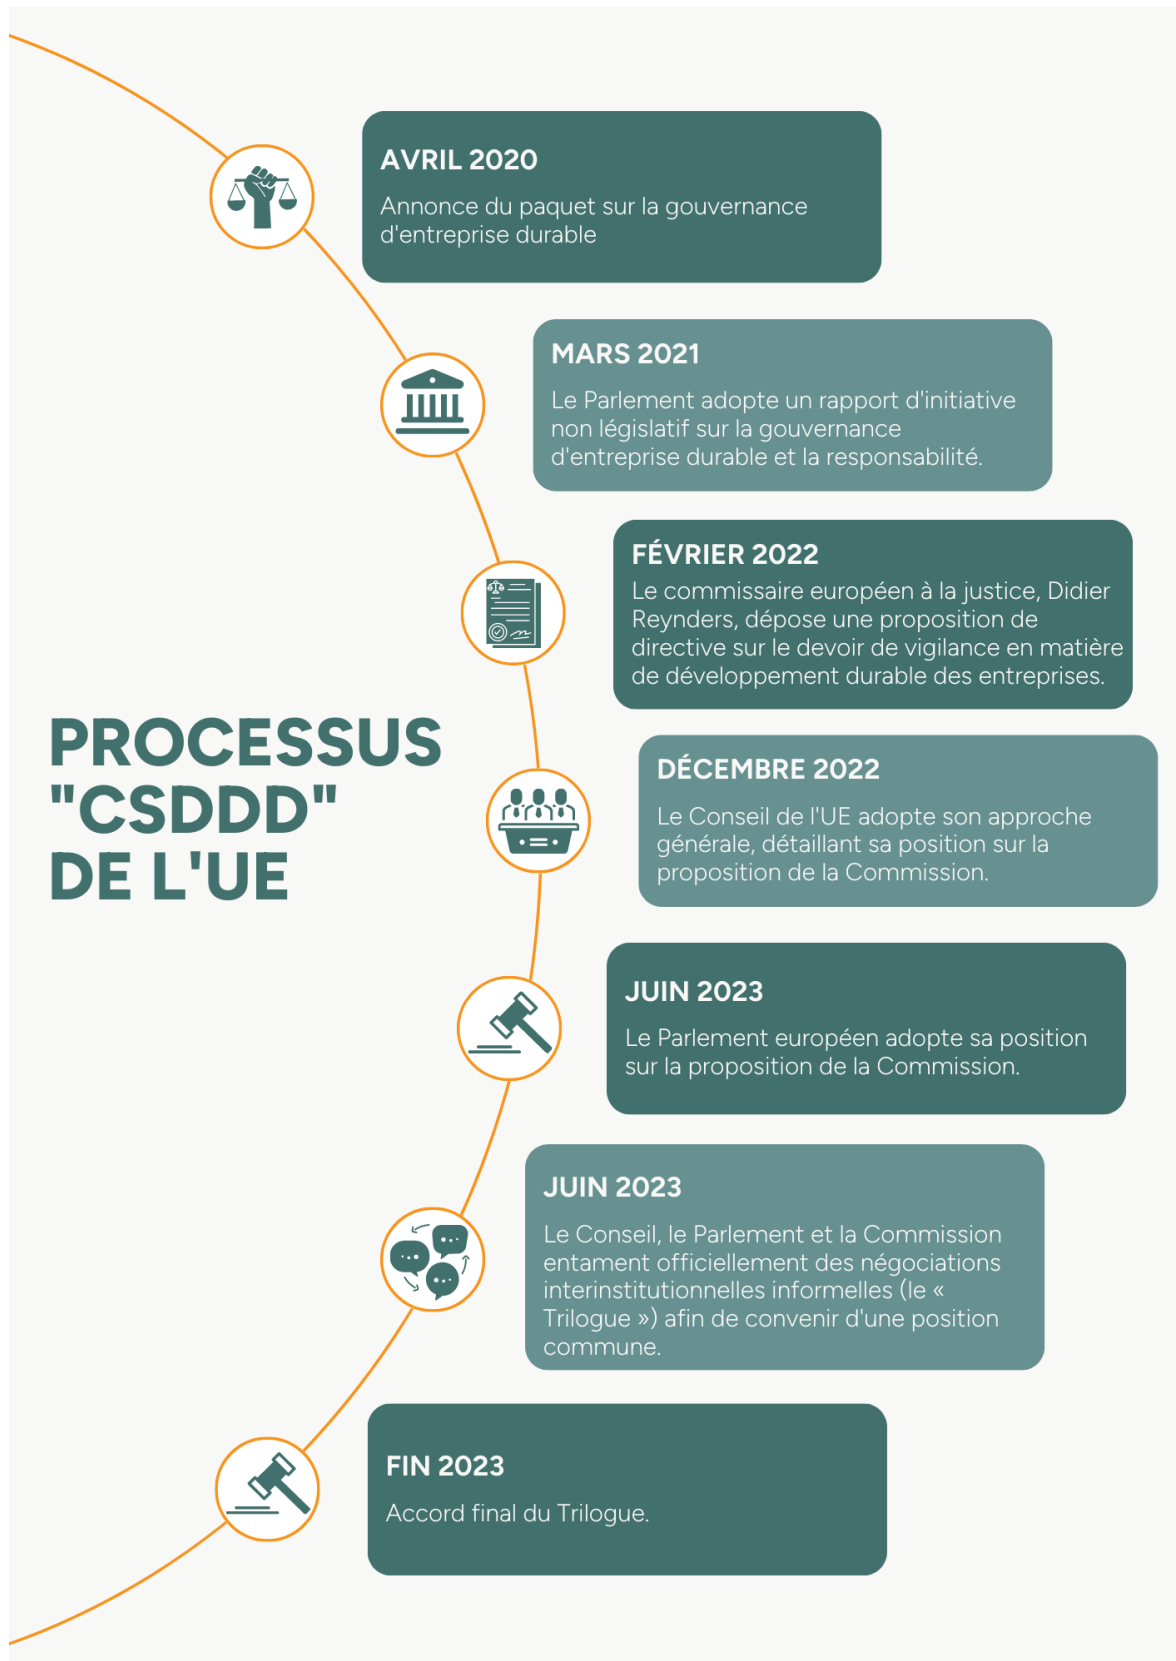 AVRIL 2020
Annonce du paquet sur la gouvernance
d'entreprise durable
MARS 2021
Le Parlement adopte un rapport d'initiative
non législatif sur la gouvernance
d'entreprise durable et la responsabilité.
FÉVRIER 2022
Le commissaire européen à la justice, Didier
Reynders, dépose une proposition de
directive sur le devoir de vigilance en matière
de développement durable des entreprises.
PROCESSUS
"CSDDD"
DE L'UE
DÉCEMBRE 2022
Le Conseil de l'UE adopte son approche
générale, détaillant sa position sur la
proposition de la Commission.
JUIN 2023
Le Parlement européen adopte sa position
sur la proposition de la Commission.
JUIN 2023
Le Conseil, le Parlement et la Commission
entament officiellement des négociations
interinstitutionnelles informelles (le «
Trilogue ») afin de convenir d'une position
commune.
FIN 2023
Accord final du Trilogue.